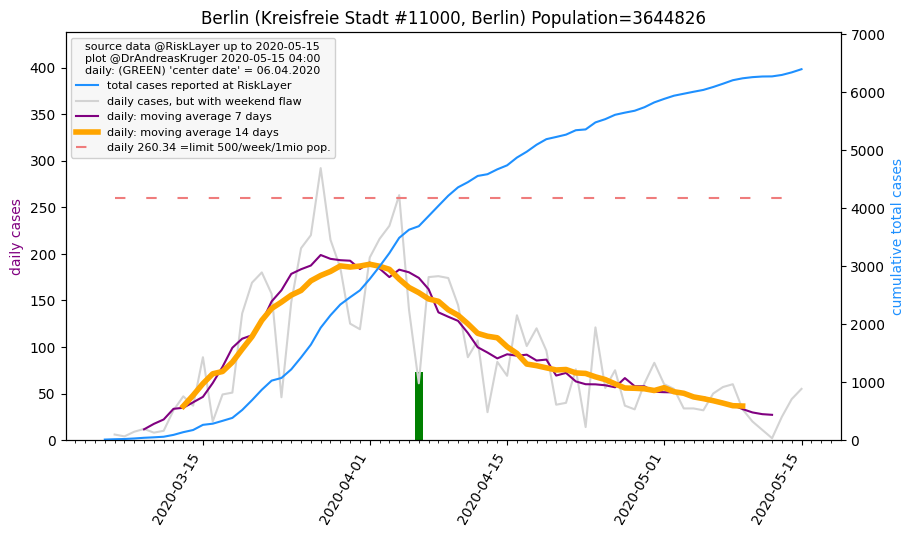 Berlin (Kreisfreie Stadt #11000, Berlin) Population=3644826
source data @RiskLayer up to 2020-05-15
plot @DrAndreasKruger 2020-05-15 04:00
daily: (GREEN) 'center date' = 06.04.2020
total cases reported at RiskLayer
daily cases, but with weekend flaw
daily: moving average 7 days
daily: moving average 14 days
daily 260.34 =limit 500/week/1mio pop.
daily cases
400
350
300
250
200
150
100
50
0
7000
6000
5000
4000
3000
2000
1000
0
cumulative total cases
2020-03-15
2020-04-01
2020-04-15
2020-05-01
2020-05-15